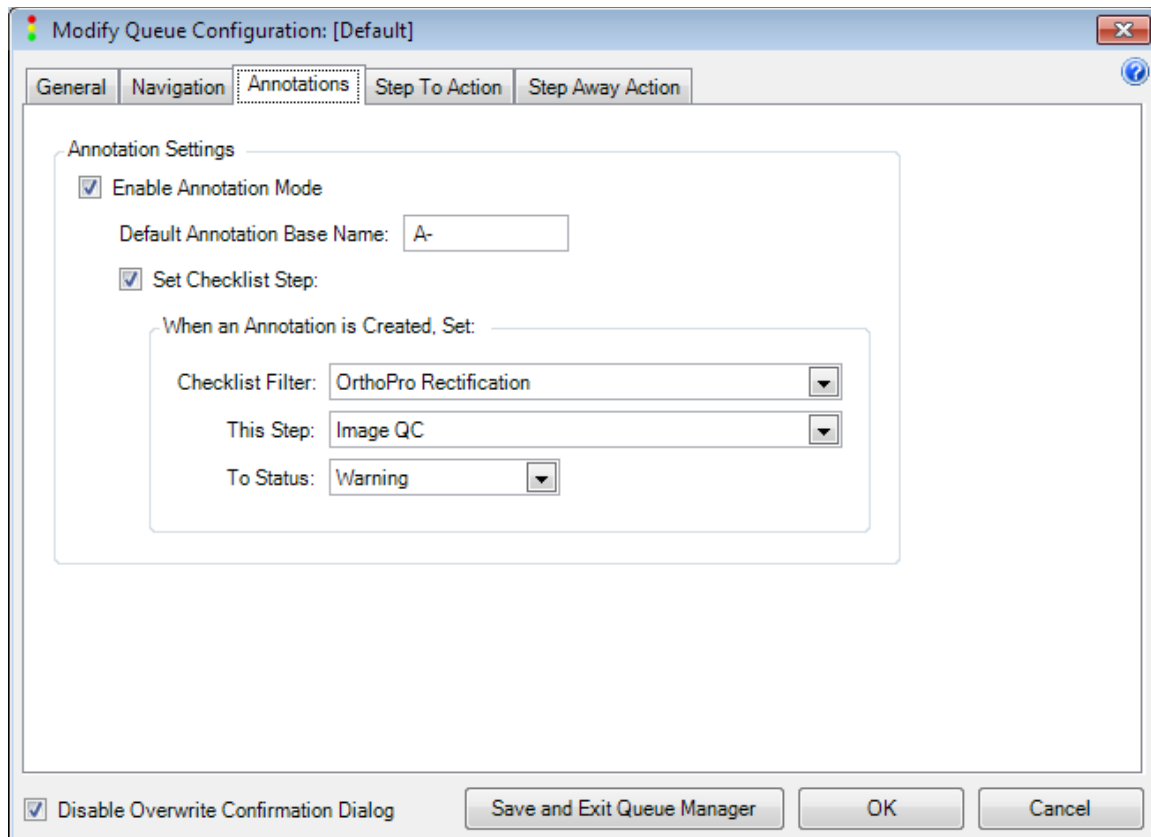 Modify Queue Configuration: [Default]
General Navigation Annotations Step To Action Step Away Action
Annotation Settings
Enable Annotation Mode
Default Annotation Base Name: A-
Set Checklist Step:
When an Annotation is Created, Set:
Checklist Filter: OrthoPro Rectification
This Step: Image QC
To Status: Warning
Disable Overwrite Confirmation Dialog Save and Exit Queue Manager OK Cancel